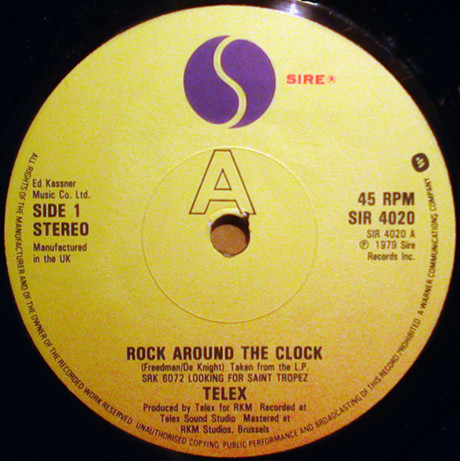 SIRE®
A
Ed Kassner
Music Co. Ltd.
SIDE 1
STEREO
Manufactured
in the UK
45 RPM
SIR 4020
SIR 4020 A
℗ 1979 Sire
Records Inc.
ROCK AROUND THE CLOCK
(Freedman/De Knight) Taken from the L.P.
SRK 6072 LOOKING FOR SAINT TROPEZ
TELEX
Produced by Telex for RKM Recorded at
Telex Sound Studio Mastered at
RKM Studios, Brussels
ALL RIGHTS OF THE MANUFACTURER AND OF THE OWNER OF THE RECORDED WORK RESERVED. UNAUTHORISED COPYING PUBLIC PERFORMANCE AND BROADCASTING OF THIS RECORD PROHIBITED. A WARNER COMMUNICATIONS COMPANY